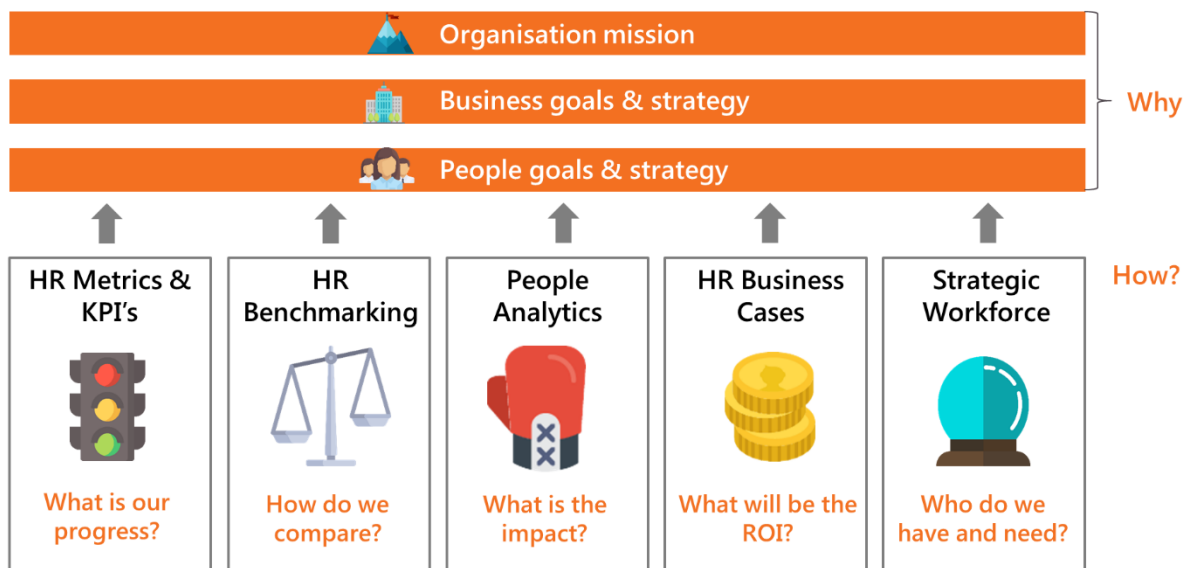 Organisation mission
Business goals & strategy
Why
People goals & strategy
How?
HR Metrics &
KPI's
What is our
progress?
HR
Benchmarking
How do we
compare?
People
Analytics
What is the
impact?
HR Business
Cases
What will be the
ROI?
Strategic
Workforce
Who do we
have and need?